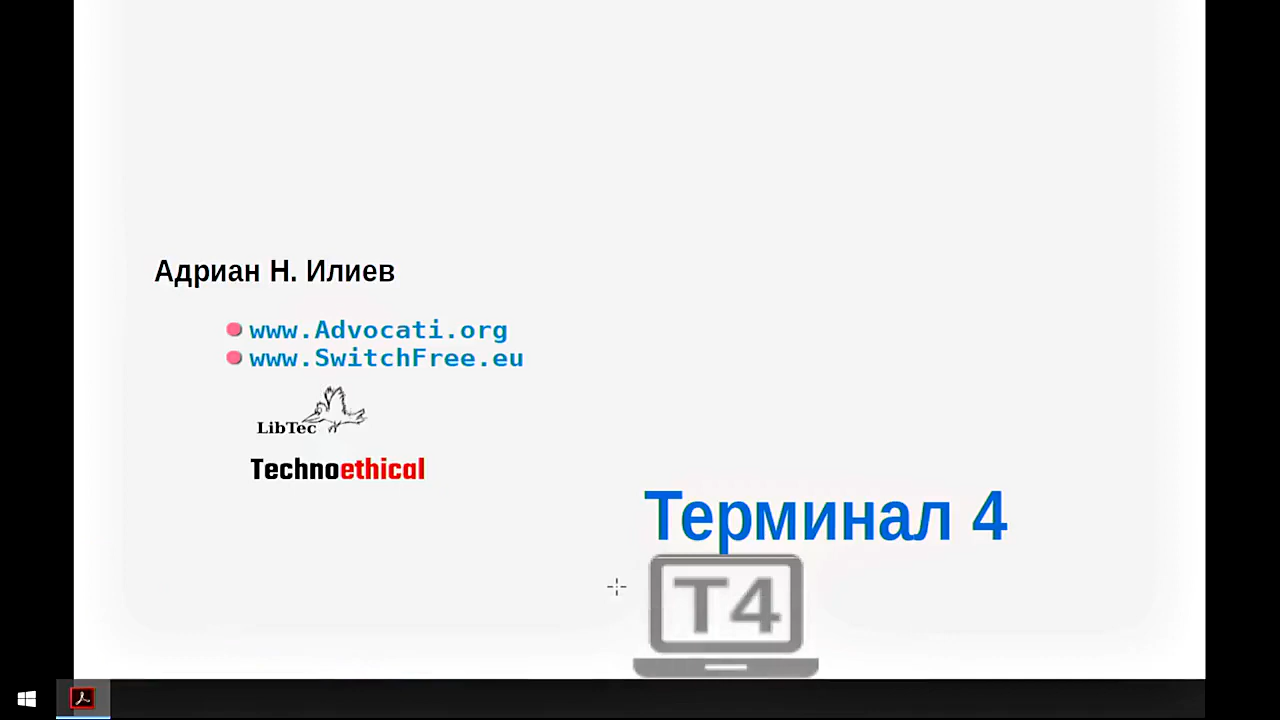 Адриан Н. Илиев
www.Advocati.org
www.SwitchFree.eu
LibTec
Technoethical
Терминал 4
T4